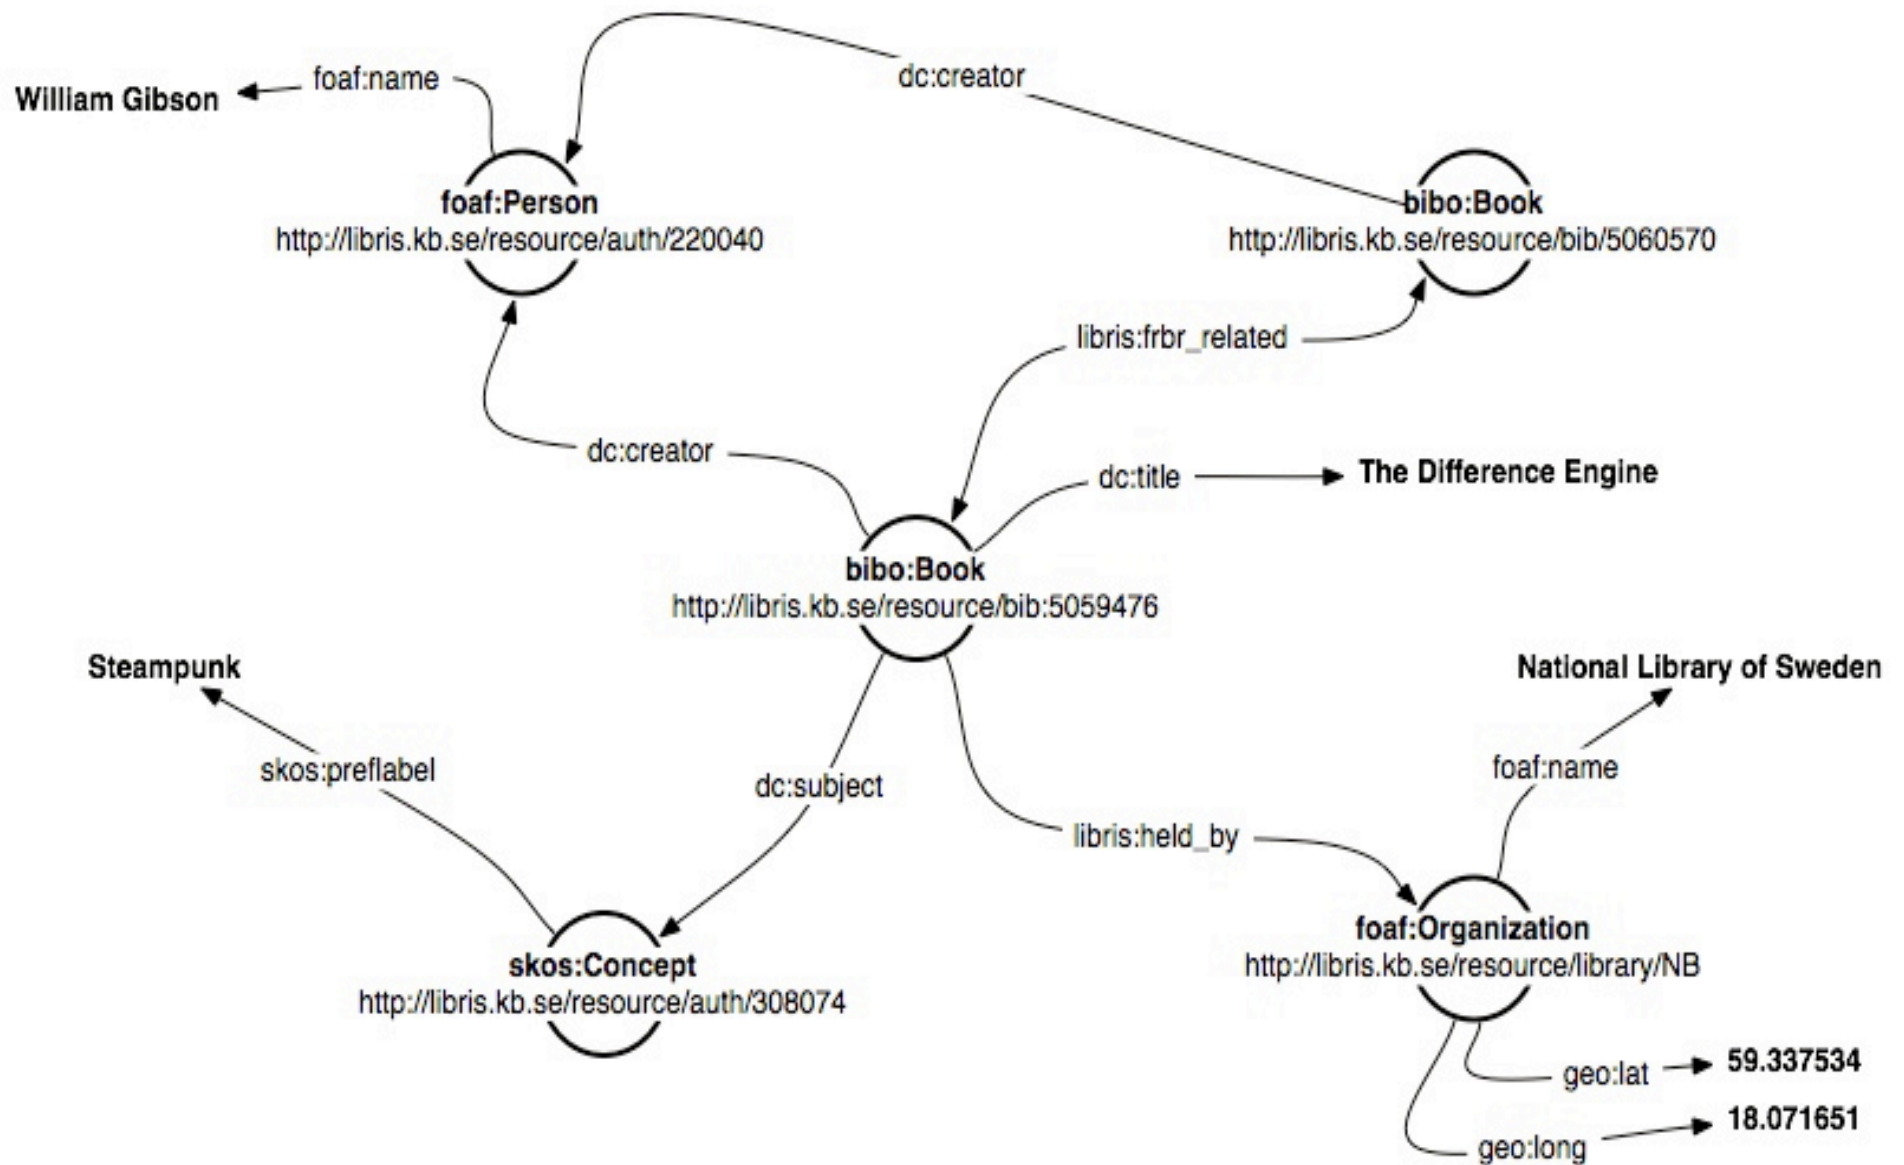 dc:creator
foaf:name
William Gibson
foaf:Person
http://libris.kb.se/resource/auth/220040
bibo:Book
http://libris.kb.se/resource/bib/5060570
libris:frbr_related
dc:creator
dc:title
The Difference Engine
bibo:Book
http://libris.kb.se/resource/bib:5059476
Steampunk
National Library of Sweden
skos:preflabel
foaf:name
dc:subject
libris:held_by
foaf:Organization
http://libris.kb.se/resource/library/NB
skos:Concept
http://libris.kb.se/resource/auth/308074
geo:lat
59.337534
geo:long
18.071651